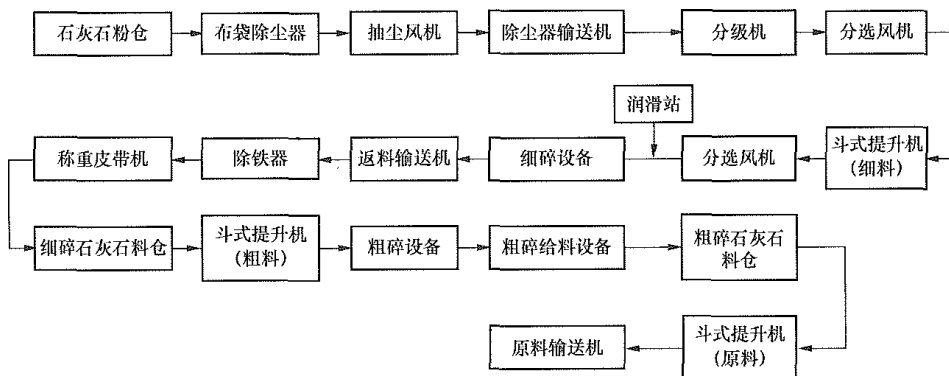 石灰石粉仓
布袋除尘器
抽尘风机
除尘器输送机
分级机
分选风机
润滑站
称重皮带机
除铁器
返料输送机
细碎设备
分选风机
斗式提升机
(细料)
细碎石灰石料仓
斗式提升机
(粗料)
粗碎设备
粗碎给料设备
粗碎石灰石
料仓
原料输送机
斗式提升机
(原料)